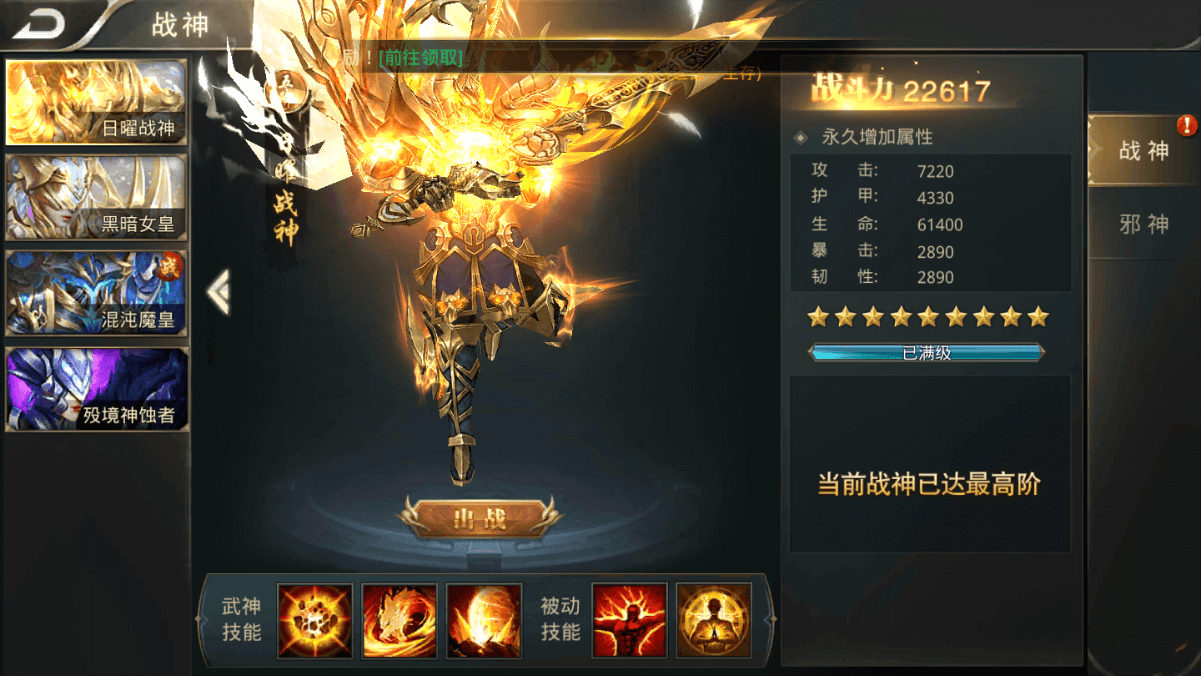 战神
励！[前往领取]
生存)
日曜战神
黑暗女皇
战
混沌魔皇
殁境神蚀者
五
日曜战神
战斗力 22617
永久增加属性
攻 击: 7220
护 甲: 4330
生 命: 61400
暴 击: 2890
韧 性: 2890
已满级
当前战神已达最高阶
战神
邪神
出战
武神技能
被动技能